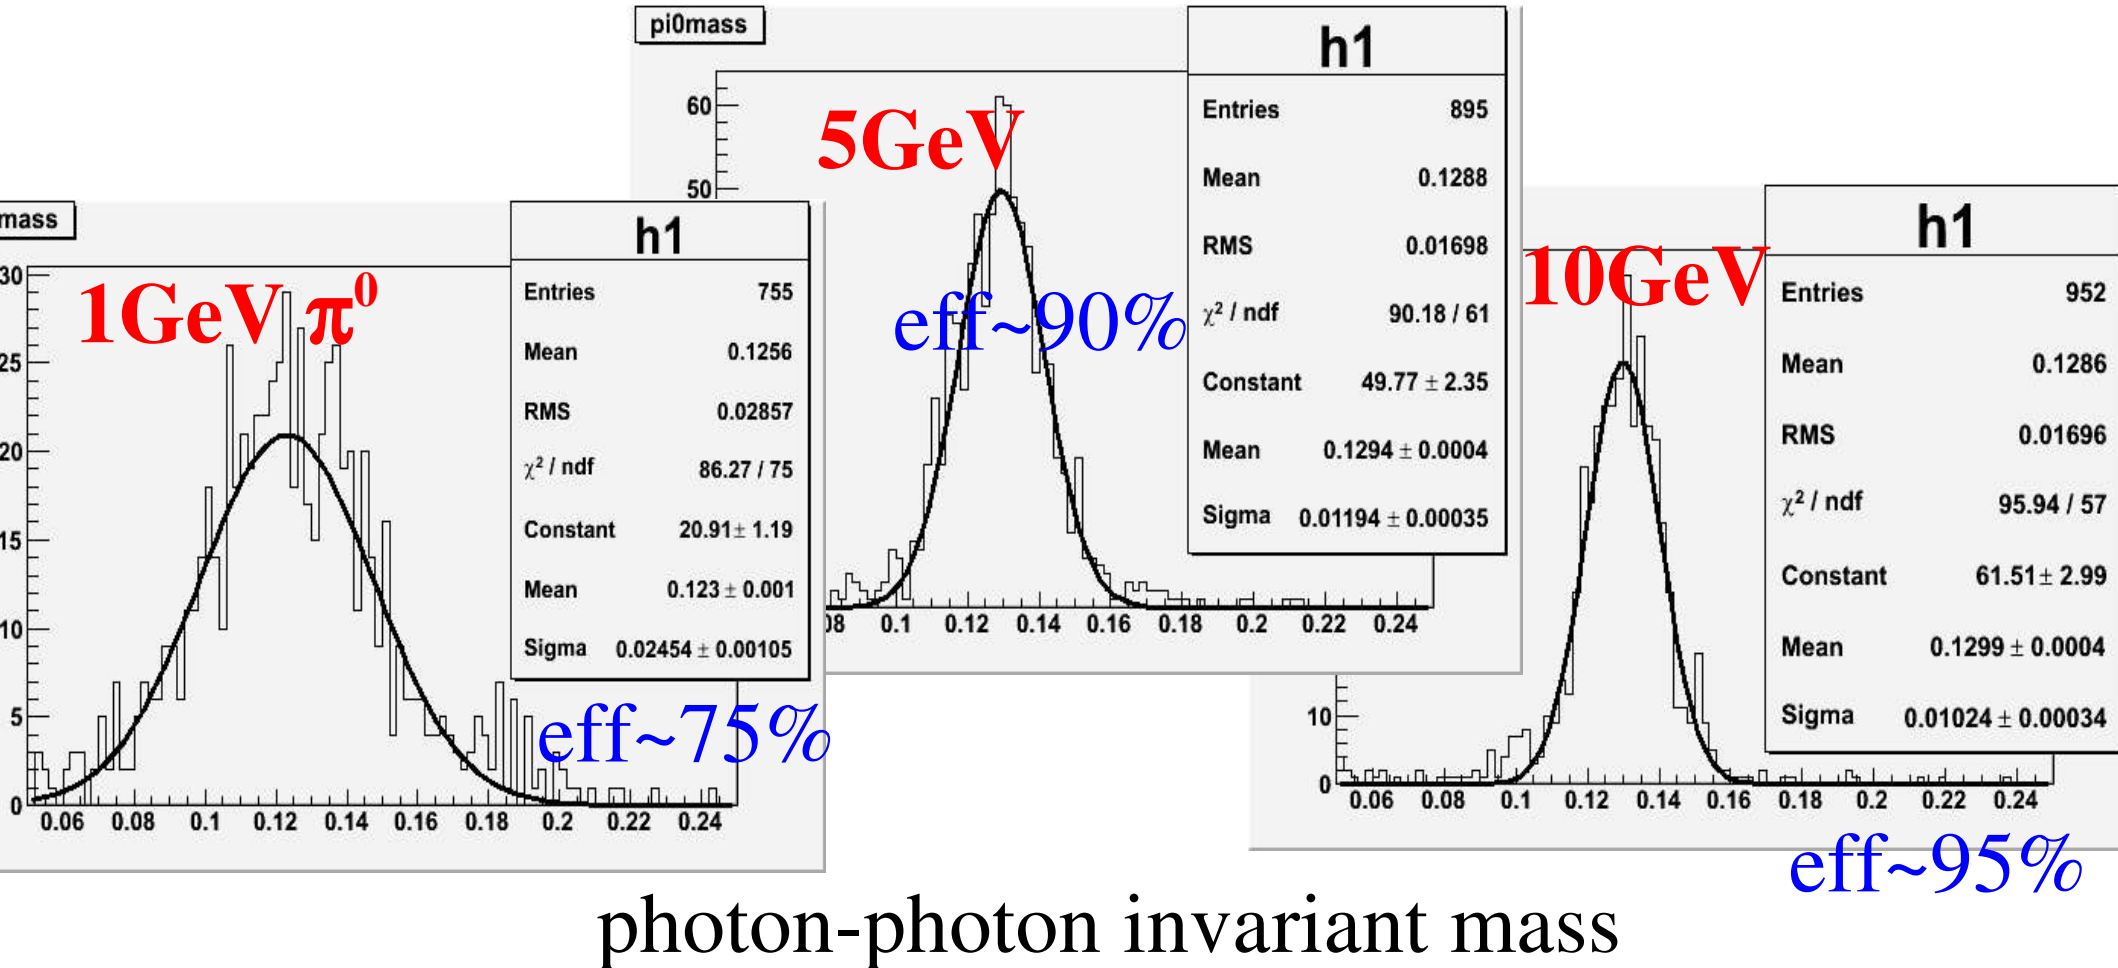 mass
h1
Entries 755
Mean 0.1256
RMS 0.02857
χ² / ndf 86.27 / 75
Constant 20.91± 1.19
Mean 0.123 ± 0.001
Sigma 0.02454 ± 0.00105
1GeV π⁰
30
25
20
15
10
5
0
0.06 0.08 0.1 0.12 0.14 0.16 0.18 0.2 0.22 0.24
eff~75%
pi0mass
h1
Entries 895
Mean 0.1288
RMS 0.01698
χ² / ndf 90.18 / 61
Constant 49.77 ± 2.35
Mean 0.1294 ± 0.0004
Sigma 0.01194 ± 0.00035
5GeV
60
50
eff~90%
08 0.1 0.12 0.14 0.16 0.18 0.2 0.22 0.24
h1
Entries 952
Mean 0.1286
RMS 0.01696
χ² / ndf 95.94 / 57
Constant 61.51± 2.99
Mean 0.1299 ± 0.0004
Sigma 0.01024 ± 0.00034
10GeV
10
0
0.06 0.08 0.1 0.12 0.14 0.16 0.18 0.2 0.22 0.24
eff~95%
photon-photon invariant mass